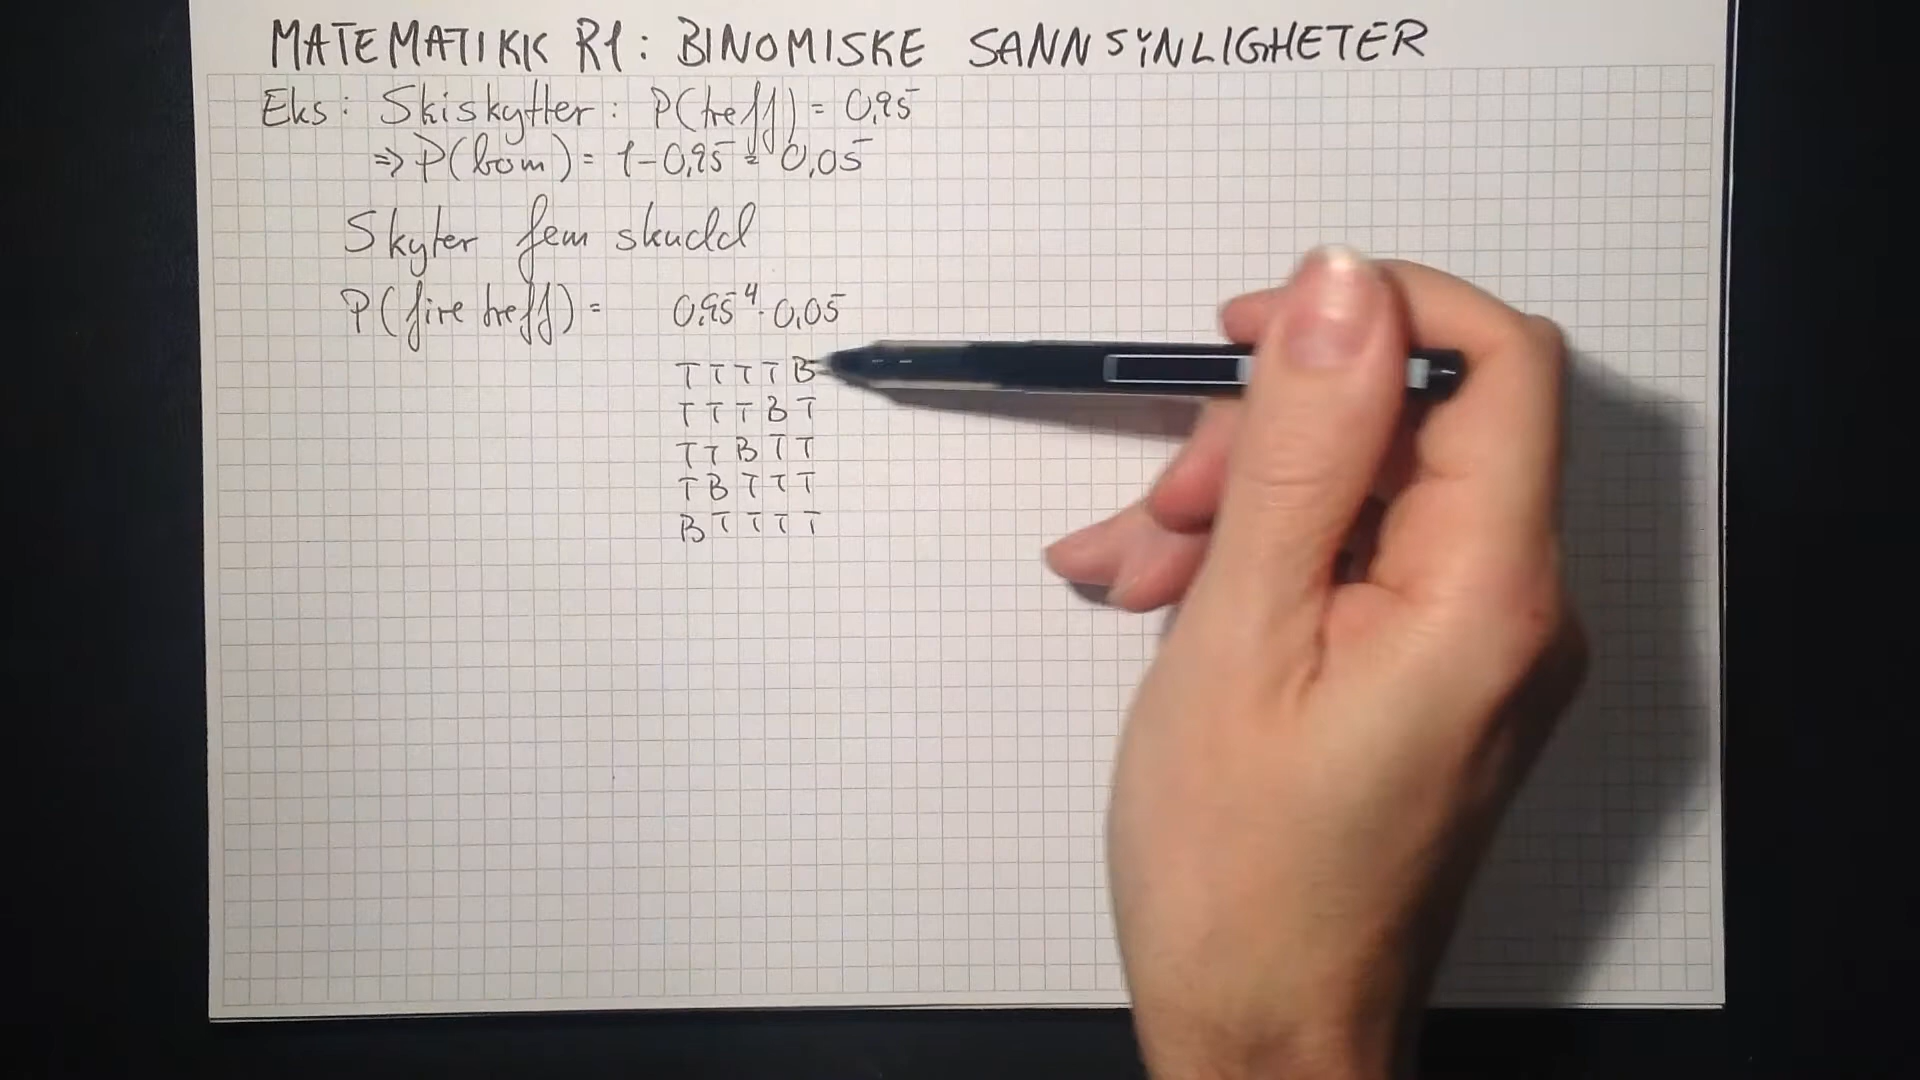 MATEMATIKK R1: BINOMISKE SANNSYNLIGHETER
Eks: Skiskytter: P(treff) = 0,95
⇒ P(bom) = 1-0,95 = 0,05
Skyter fem skudd
P(fire treff) = 0,95⁴·0,05
T T T T B
T T T B T
T T B T T
T B T T T
B T T T T